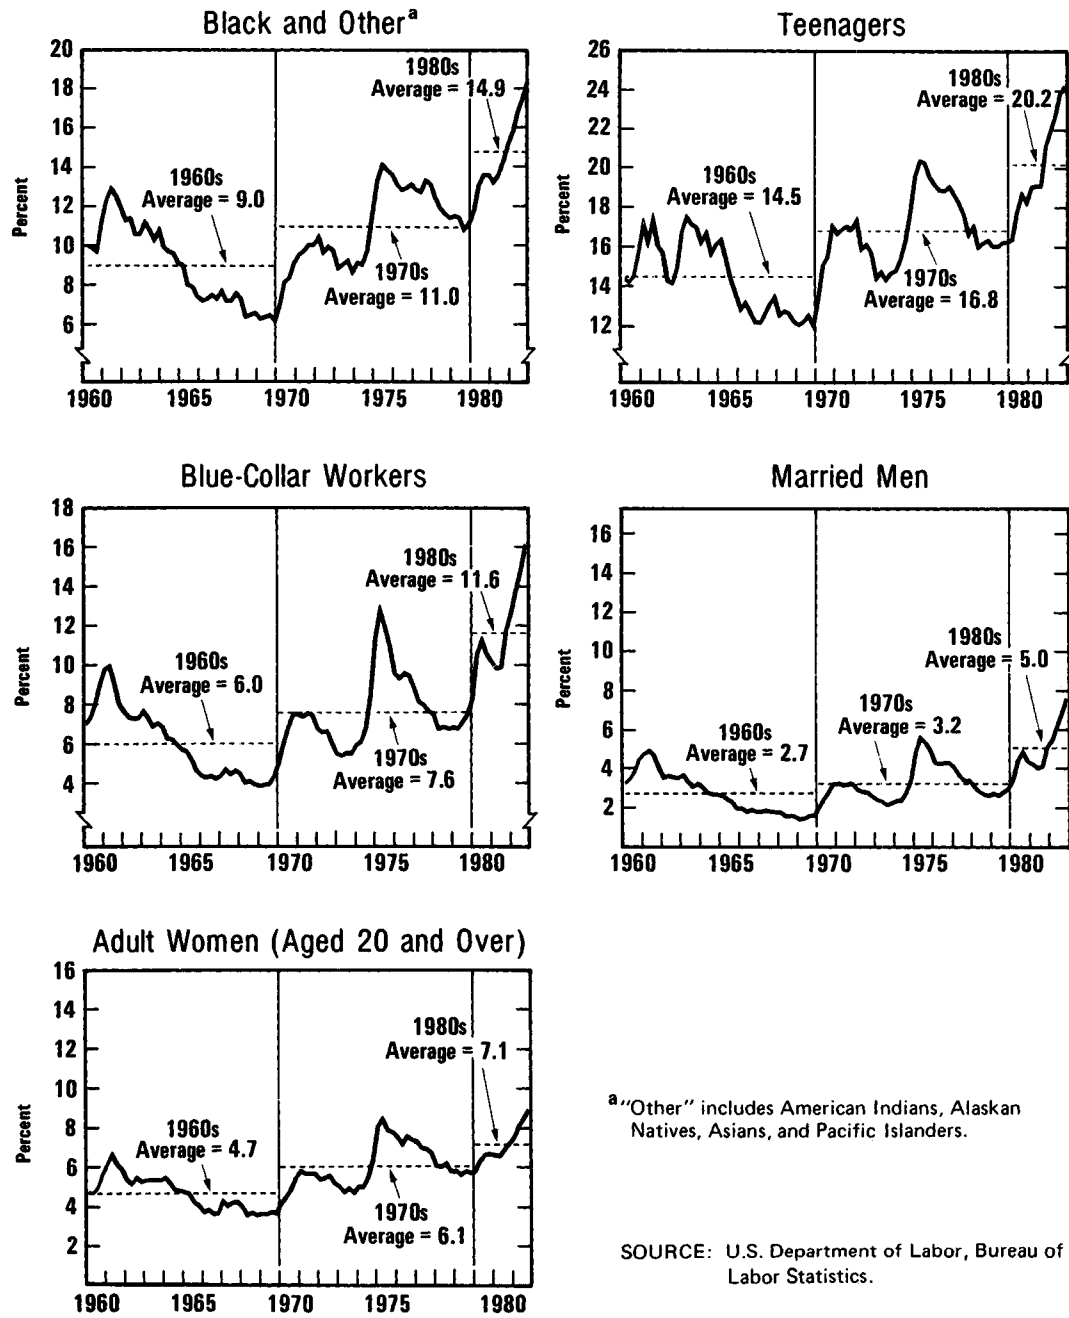 Black and Other^a
20
18
16
14
12
10
8
6
Percent
1980s
Average = 14.9
1960s
Average = 9.0
1970s
Average = 11.0
1960 1965 1970 1975 1980
Teenagers
26
24
22
20
18
16
14
12
Percent
1980s
Average = 20.2
1960s
Average = 14.5
1970s
Average = 16.8
1960 1965 1970 1975 1980
Blue-Collar Workers
18
16
14
12
10
8
6
4
Percent
1980s
Average = 11.6
1960s
Average = 6.0
1970s
Average = 7.6
1960 1965 1970 1975 1980
Married Men
16
14
12
10
8
6
4
2
Percent
1980s
Average = 5.0
1970s
Average = 3.2
1960s
Average = 2.7
1960 1965 1970 1975 1980
Adult Women (Aged 20 and Over)
16
14
12
10
8
6
4
2
Percent
1980s
Average = 7.1
1960s
Average = 4.7
1970s
Average = 6.1
1960 1965 1970 1975 1980
a "Other" includes American Indians, Alaskan
Natives, Asians, and Pacific Islanders.
SOURCE: U.S. Department of Labor, Bureau of
Labor Statistics.